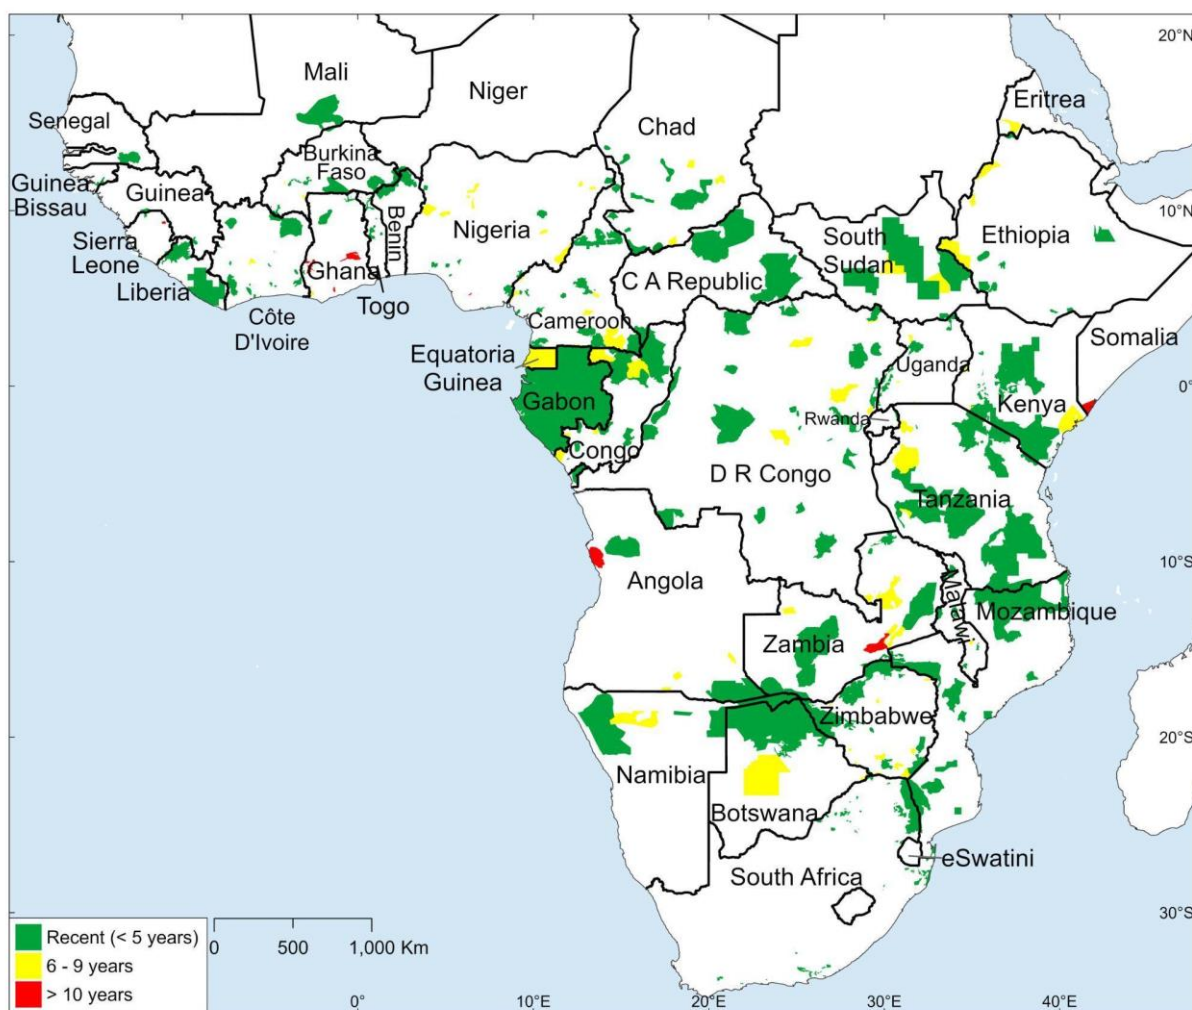 20°N
Mali
Niger
Eritrea
Senegal
Chad
Burkina
Faso
Guinea
Bissau
Guinea
10°N
Benin
Nigeria
Ethiopia
South
Sudan
Sierra
Leone
Ghana
C A Republic
Liberia
Togo
Côte
D'Ivoire
Cameroon
Somalia
Equatoria
Guinea
Uganda
0°
Gabon
Kenya
Rwanda
Congo
D R Congo
Tanzania
10°S
Angola
Malawi
Mozambique
Zambia
Zimbabwe
20°S
Namibia
Botswana
eSwatini
South Africa
30°S
Recent (< 5 years)
6 - 9 years
> 10 years
0 500 1,000 Km
0° 10°E 20°E 30°E 40°E